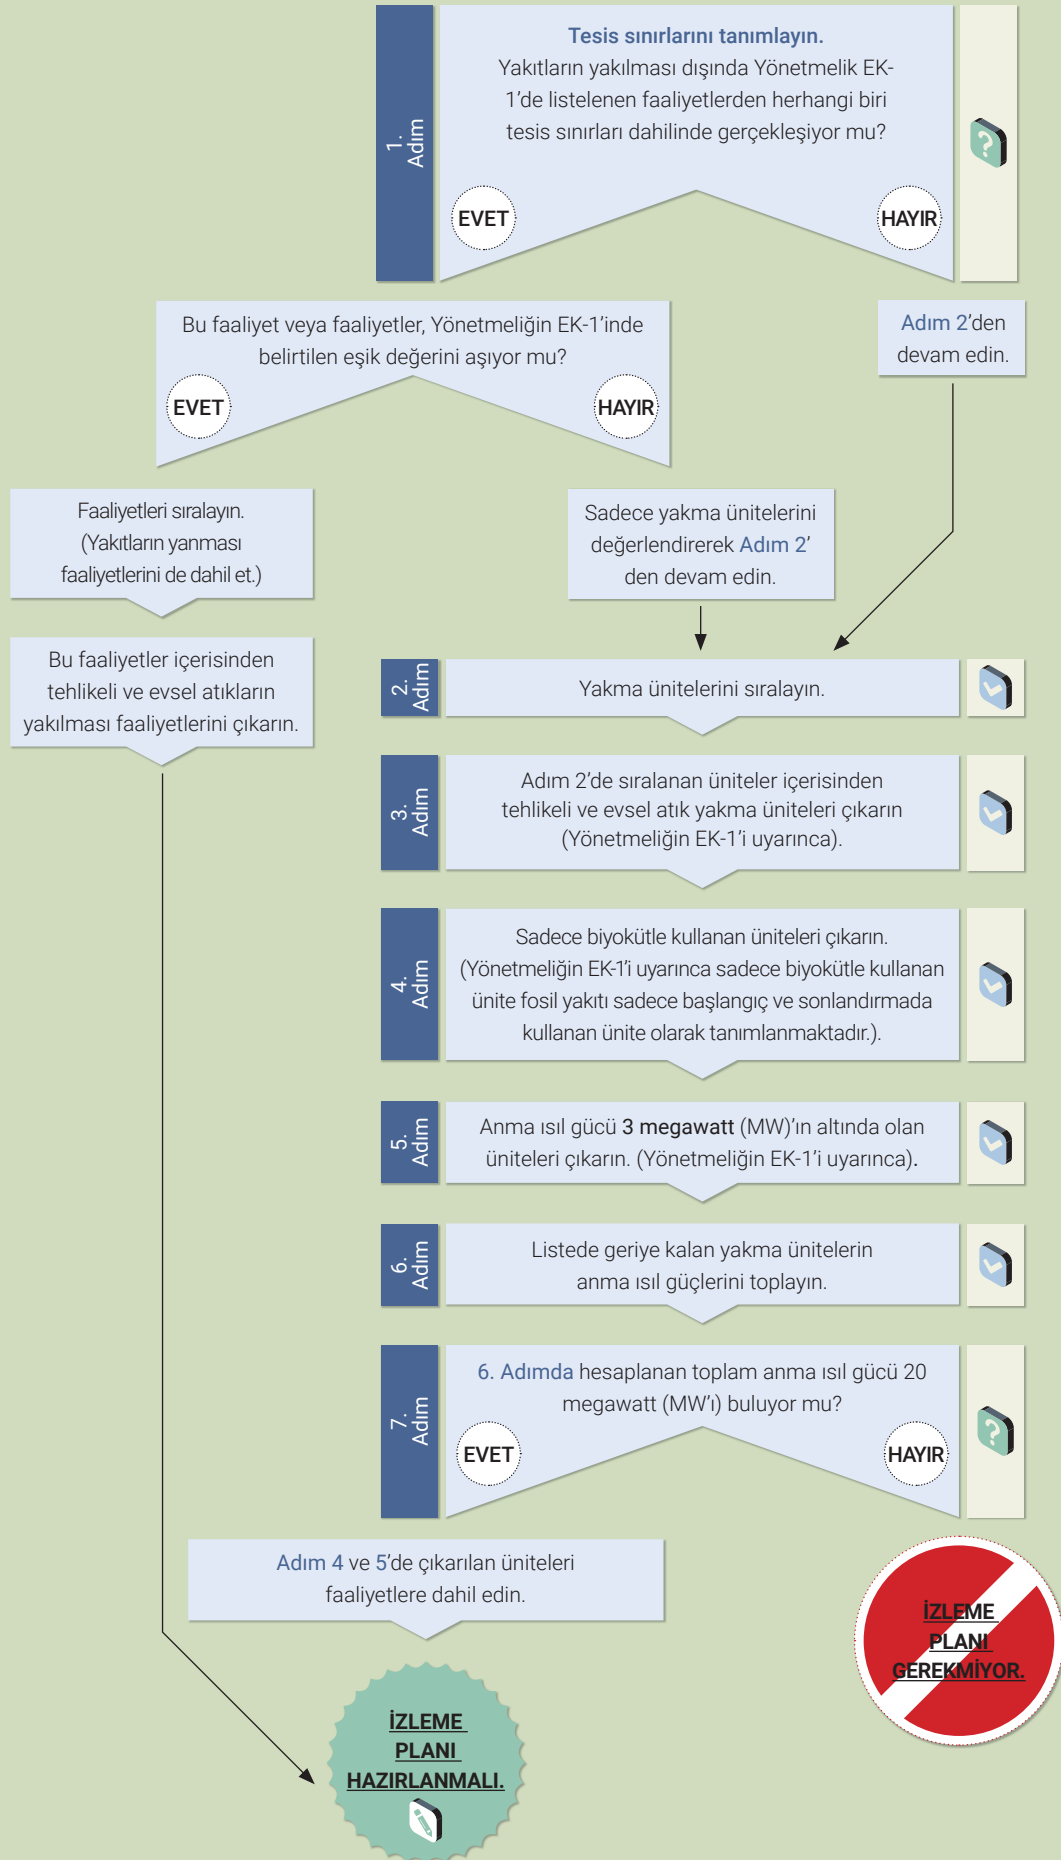 1.
Adım
Tesis sınırlarını tanımlayın.
Yakıtların yakılması dışında Yönetmelik EK-
1’de listelenen faaliyetlerden herhangi biri
tesis sınırları dahilinde gerçekleşiyor mu?
EVET
HAYIR
Bu faaliyet veya faaliyetler, Yönetmeliğin EK-1’inde
belirtilen eşik değerini aşıyor mu?
EVET
HAYIR
Adım 2’den
devam edin.
Faaliyetleri sıralayın.
(Yakıtların yanması
faaliyetlerini de dahil et.)
Sadece yakma ünitelerini
değerlendirerek Adım 2’
den devam edin.
Bu faaliyetler içerisinden
tehlikeli ve evsel atıkların
yakılması faaliyetlerini çıkarın.
2.
Adım
Yakma ünitelerini sıralayın.
3.
Adım
Adım 2’de sıralanan üniteler içerisinden
tehlikeli ve evsel atık yakma üniteleri çıkarın
(Yönetmeliğin EK-1’i uyarınca).
4.
Adım
Sadece biyokütle kullanan üniteleri çıkarın.
(Yönetmeliğin EK-1’i uyarınca sadece biyokütle kullanan
ünite fosil yakıtı sadece başlangıç ve sonlandırmada
kullanan ünite olarak tanımlanmaktadır.).
5.
Adım
Anma ısıl gücü 3 megawatt (MW)’ın altında olan
üniteleri çıkarın. (Yönetmeliğin EK-1’i uyarınca).
6.
Adım
Listede geriye kalan yakma ünitelerin
anma ısıl güçlerini toplayın.
7.
Adım
6. Adımda hesaplanan toplam anma ısıl gücü 20
megawatt (MW’ı) buluyor mu?
EVET
HAYIR
Adım 4 ve 5’de çıkarılan üniteleri
faaliyetlere dahil edin.
İZLEME
PLANI
GEREKMİYOR.
İZLEME
PLANI
HAZIRLANMALI.